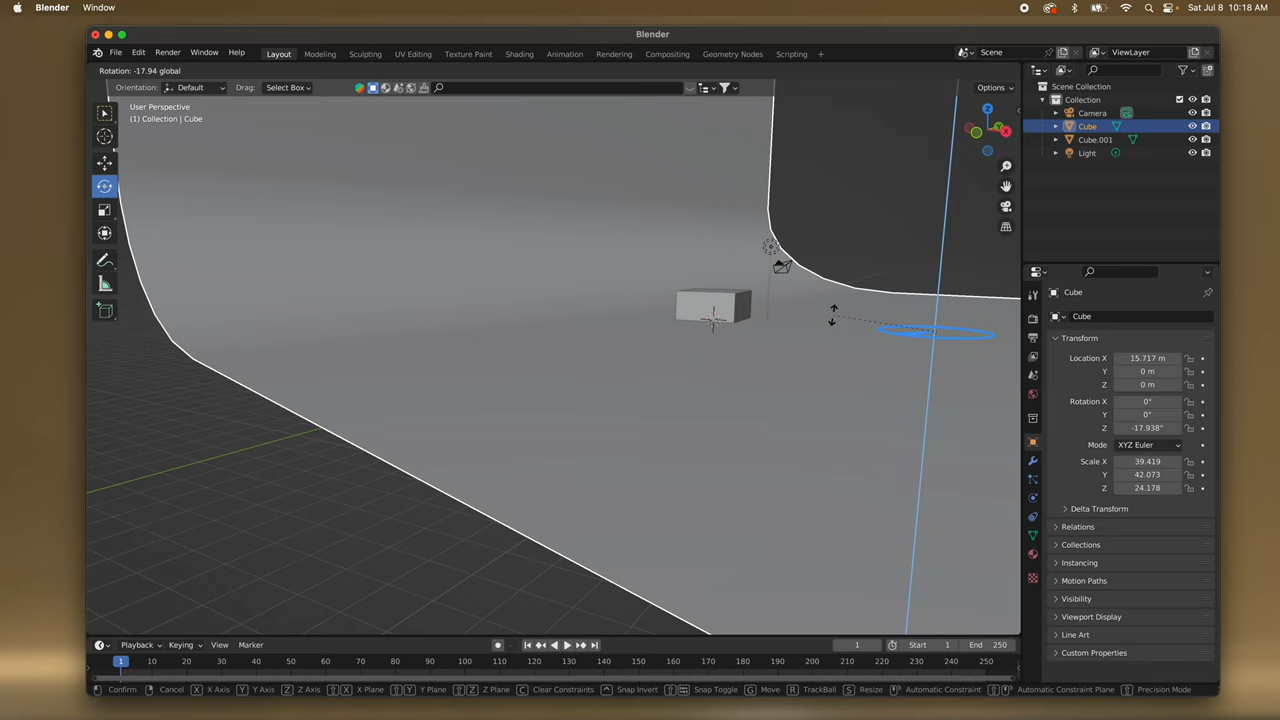 Blender Window Sat Jul 8 10:18 AM
Blender
File Edit Render Window Help Layout Modeling Sculpting UV Editing Texture Paint Shading Animation Rendering Compositing Geometry Nodes Scripting + Scene ViewLayer
Rotation: -17.94 global
Orientation: Default Drag: Select Box Options
User Perspective
(1) Collection | Cube
Z
Y
X
Scene Collection
Collection
Camera
Cube
Cube.001
Light
Cube
Cube
Transform
Location X 15.717 m
Y 0 m
Z 0 m
Rotation X 0°
Y 0°
Z -17.938°
Mode XYZ Euler
Scale X 39.419
Y 42.073
Z 24.178
Delta Transform
Relations
Collections
Instancing
Motion Paths
Visibility
Viewport Display
Line Art
Custom Properties
Playback Keying View Marker 1 Start 1 End 250
1 10 20 30 40 50 60 70 80 90 100 110 120 130 140 150 160 170 180 190 200 210 220 230 240 250
Confirm Cancel X X Axis Y Y Axis Z Z Axis X X Plane Y Y Plane Z Z Plane C Clear Constraints Snap Invert Snap Toggle G Move R TrackBall S Resize Automatic Constraint Automatic Constraint Plane Precision Mode